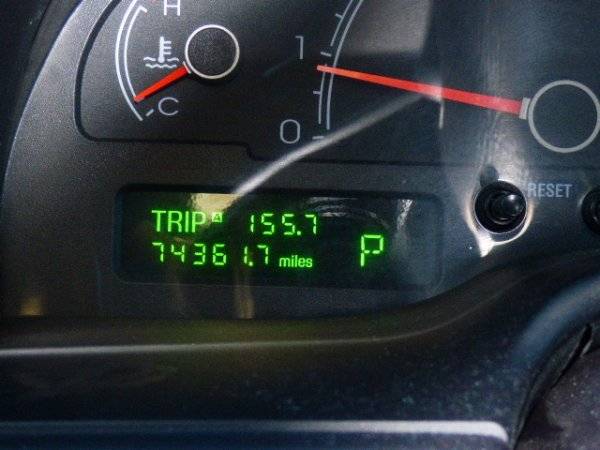 H
C
1
0
TRIP A 155.7
74361.7 miles
P
RESET